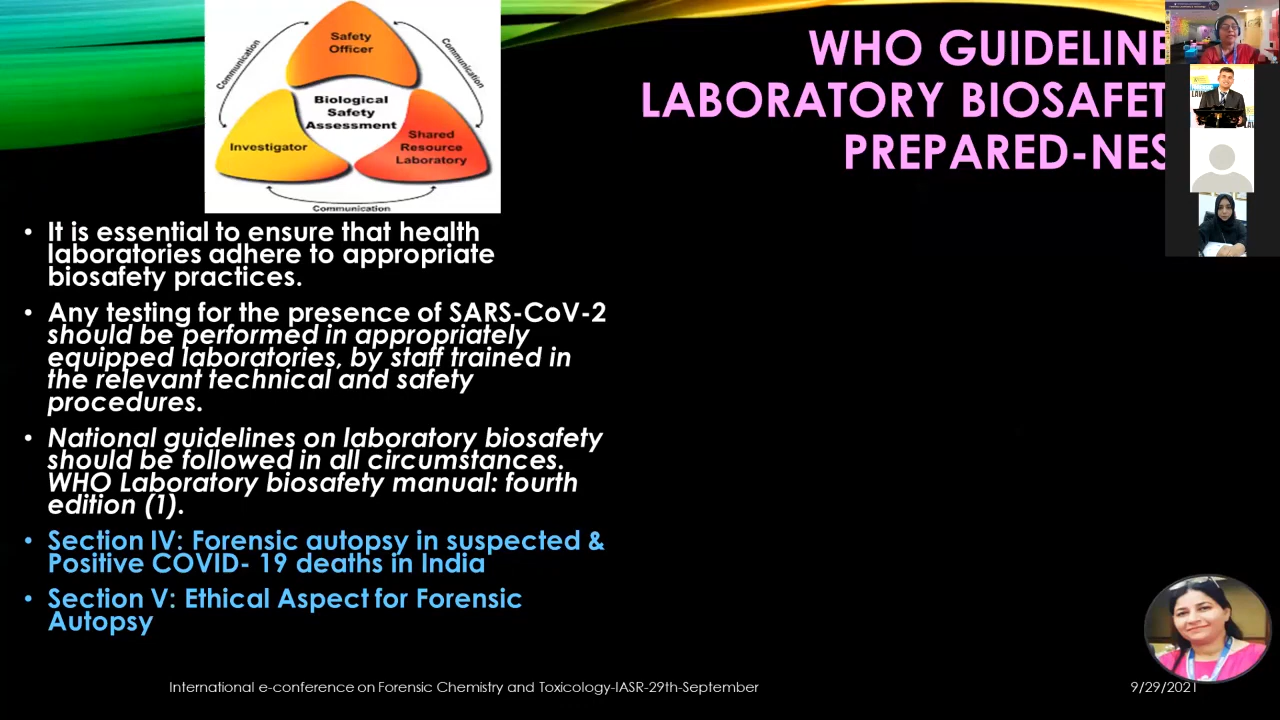 Safety
Officer
Communication
Communication
Biological
Safety
Assessment
Investigator
Shared
Resource
Laboratory
Communication
WHO GUIDELINE
LABORATORY BIOSAFET
PREPARED-NES
LAW
• It is essential to ensure that health
laboratories adhere to appropriate
biosafety practices.
• Any testing for the presence of SARS-CoV-2
should be performed in appropriately
equipped laboratories, by staff trained in
the relevant technical and safety
procedures.
• National guidelines on laboratory biosafety
should be followed in all circumstances.
WHO Laboratory biosafety manual: fourth
edition (1).
• Section IV: Forensic autopsy in suspected &
Positive COVID- 19 deaths in India
• Section V: Ethical Aspect for Forensic
Autopsy
International e-conference on Forensic Chemistry and Toxicology-IASR-29th-September
9/29/2021